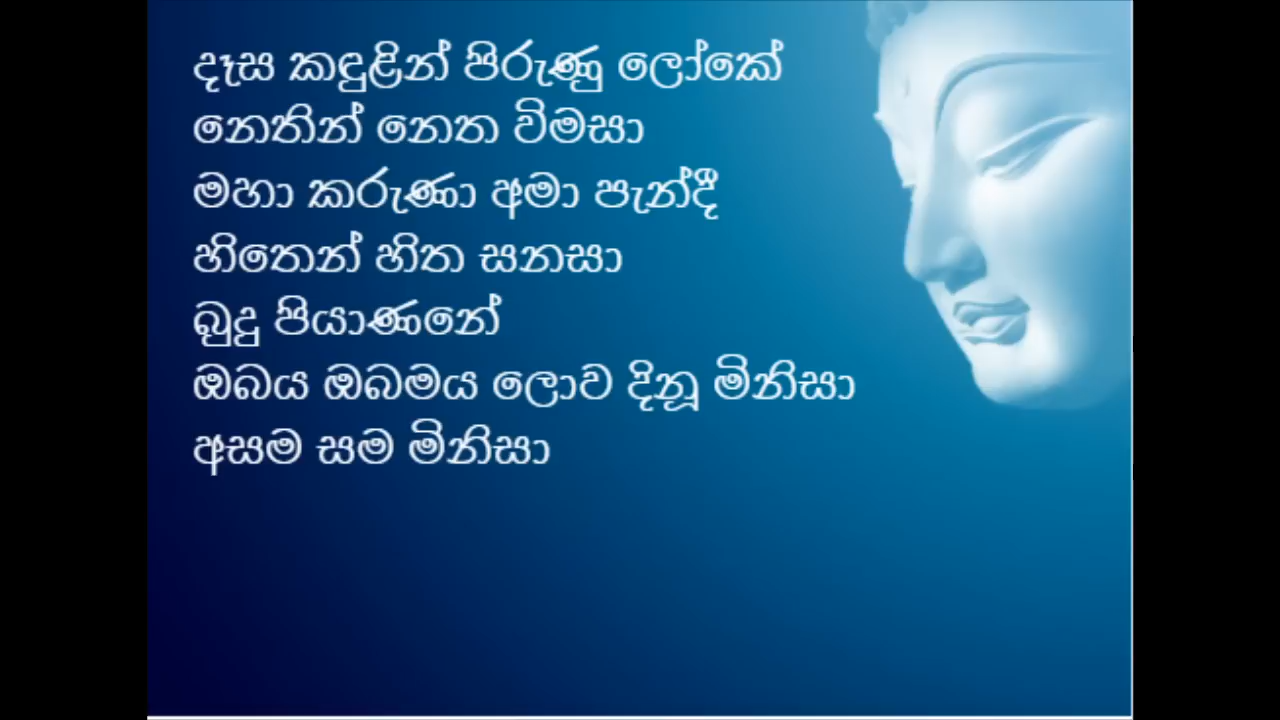 දෑස කඳුළින් පිරුණු ලෝකේ
නෙතින් නෙත විමසා
මහා කරුණා අමා පැන්දී
හිතෙන් හිත සනසා
බුදු පියාණනේ
ඔබය ඔබමය ලොව දිනූ මිනිසා
අසම සම මිනිසා